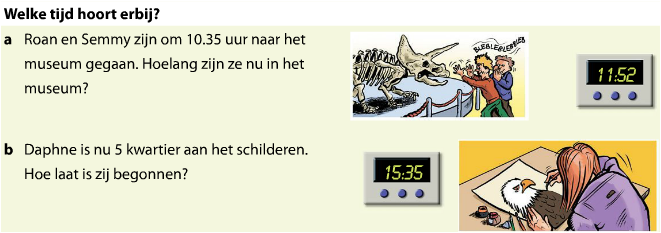 Welke tijd hoort erbij?
a Roan en Semmy zijn om 10.35 uur naar het
museum gegaan. Hoelang zijn ze nu in het
museum?
BLEBLEBLEBBLEB
11:52
b Daphne is nu 5 kwartier aan het schilderen.
Hoe laat is zij begonnen?
15:35